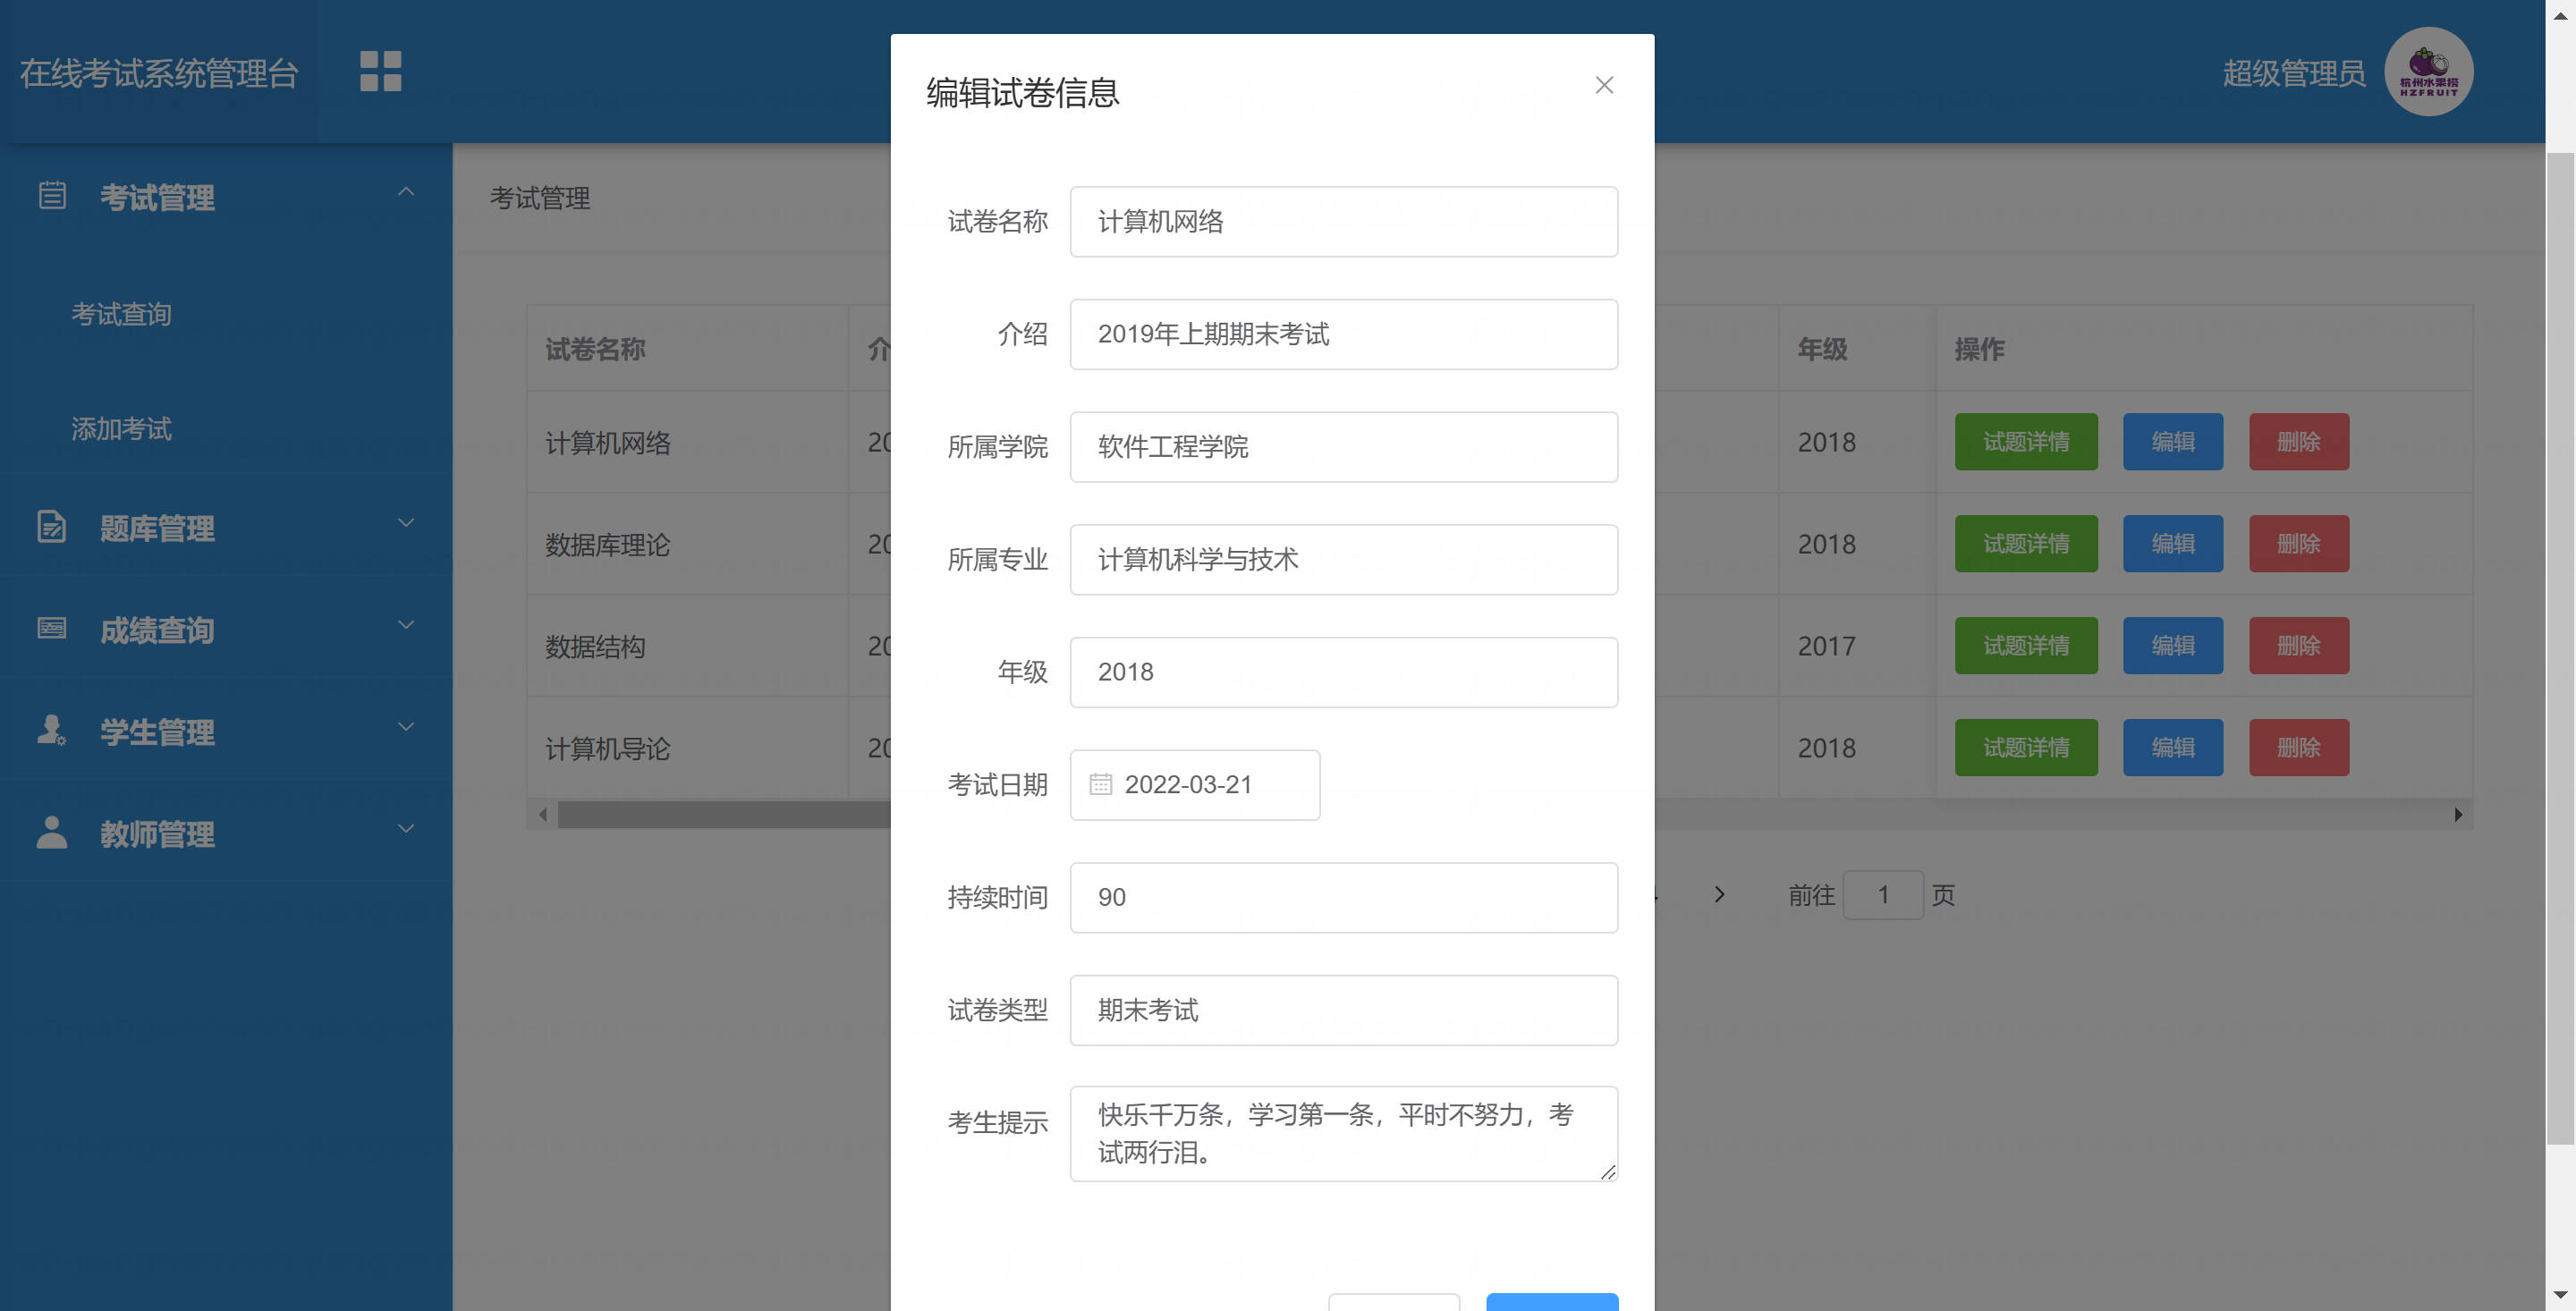 在线考试系统管理台
超级管理员
杭州水果捞
HZFRUIT
考试管理
考试查询
添加考试
题库管理
成绩查询
学生管理
教师管理
考试管理
试卷名称 介 年级 操作
计算机网络 20 2018 试题详情 编辑 删除
数据库理论 20 2018 试题详情 编辑 删除
数据结构 20 2017 试题详情 编辑 删除
计算机导论 20 2018 试题详情 编辑 删除
前往 1 页
编辑试卷信息
试卷名称 计算机网络
介绍 2019年上期期末考试
所属学院 软件工程学院
所属专业 计算机科学与技术
年级 2018
考试日期 2022-03-21
持续时间 90
试卷类型 期末考试
考生提示 快乐千万条，学习第一条，平时不努力，考
试两行泪。